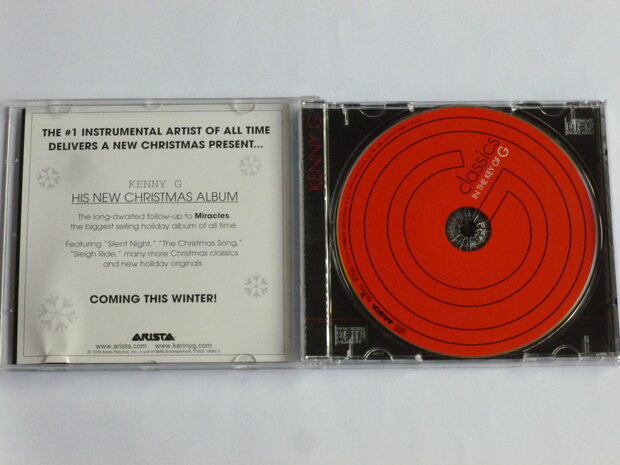 THE #1 INSTRUMENTAL ARTIST OF ALL TIME
DELIVERS A NEW CHRISTMAS PRESENT...
KENNY G
HIS NEW CHRISTMAS ALBUM
The long-awaited follow-up to Miracles,
the biggest selling holiday album of all time.
Featuring "Silent Night," "The Christmas Song,"
"Sleigh Ride," many more Christmas classics
and new holiday originals.
COMING THIS WINTER!
ARISTA
www.arista.com www.kennyg.com
KENNY G
classics
IN THE KEY OF G
ARISTA